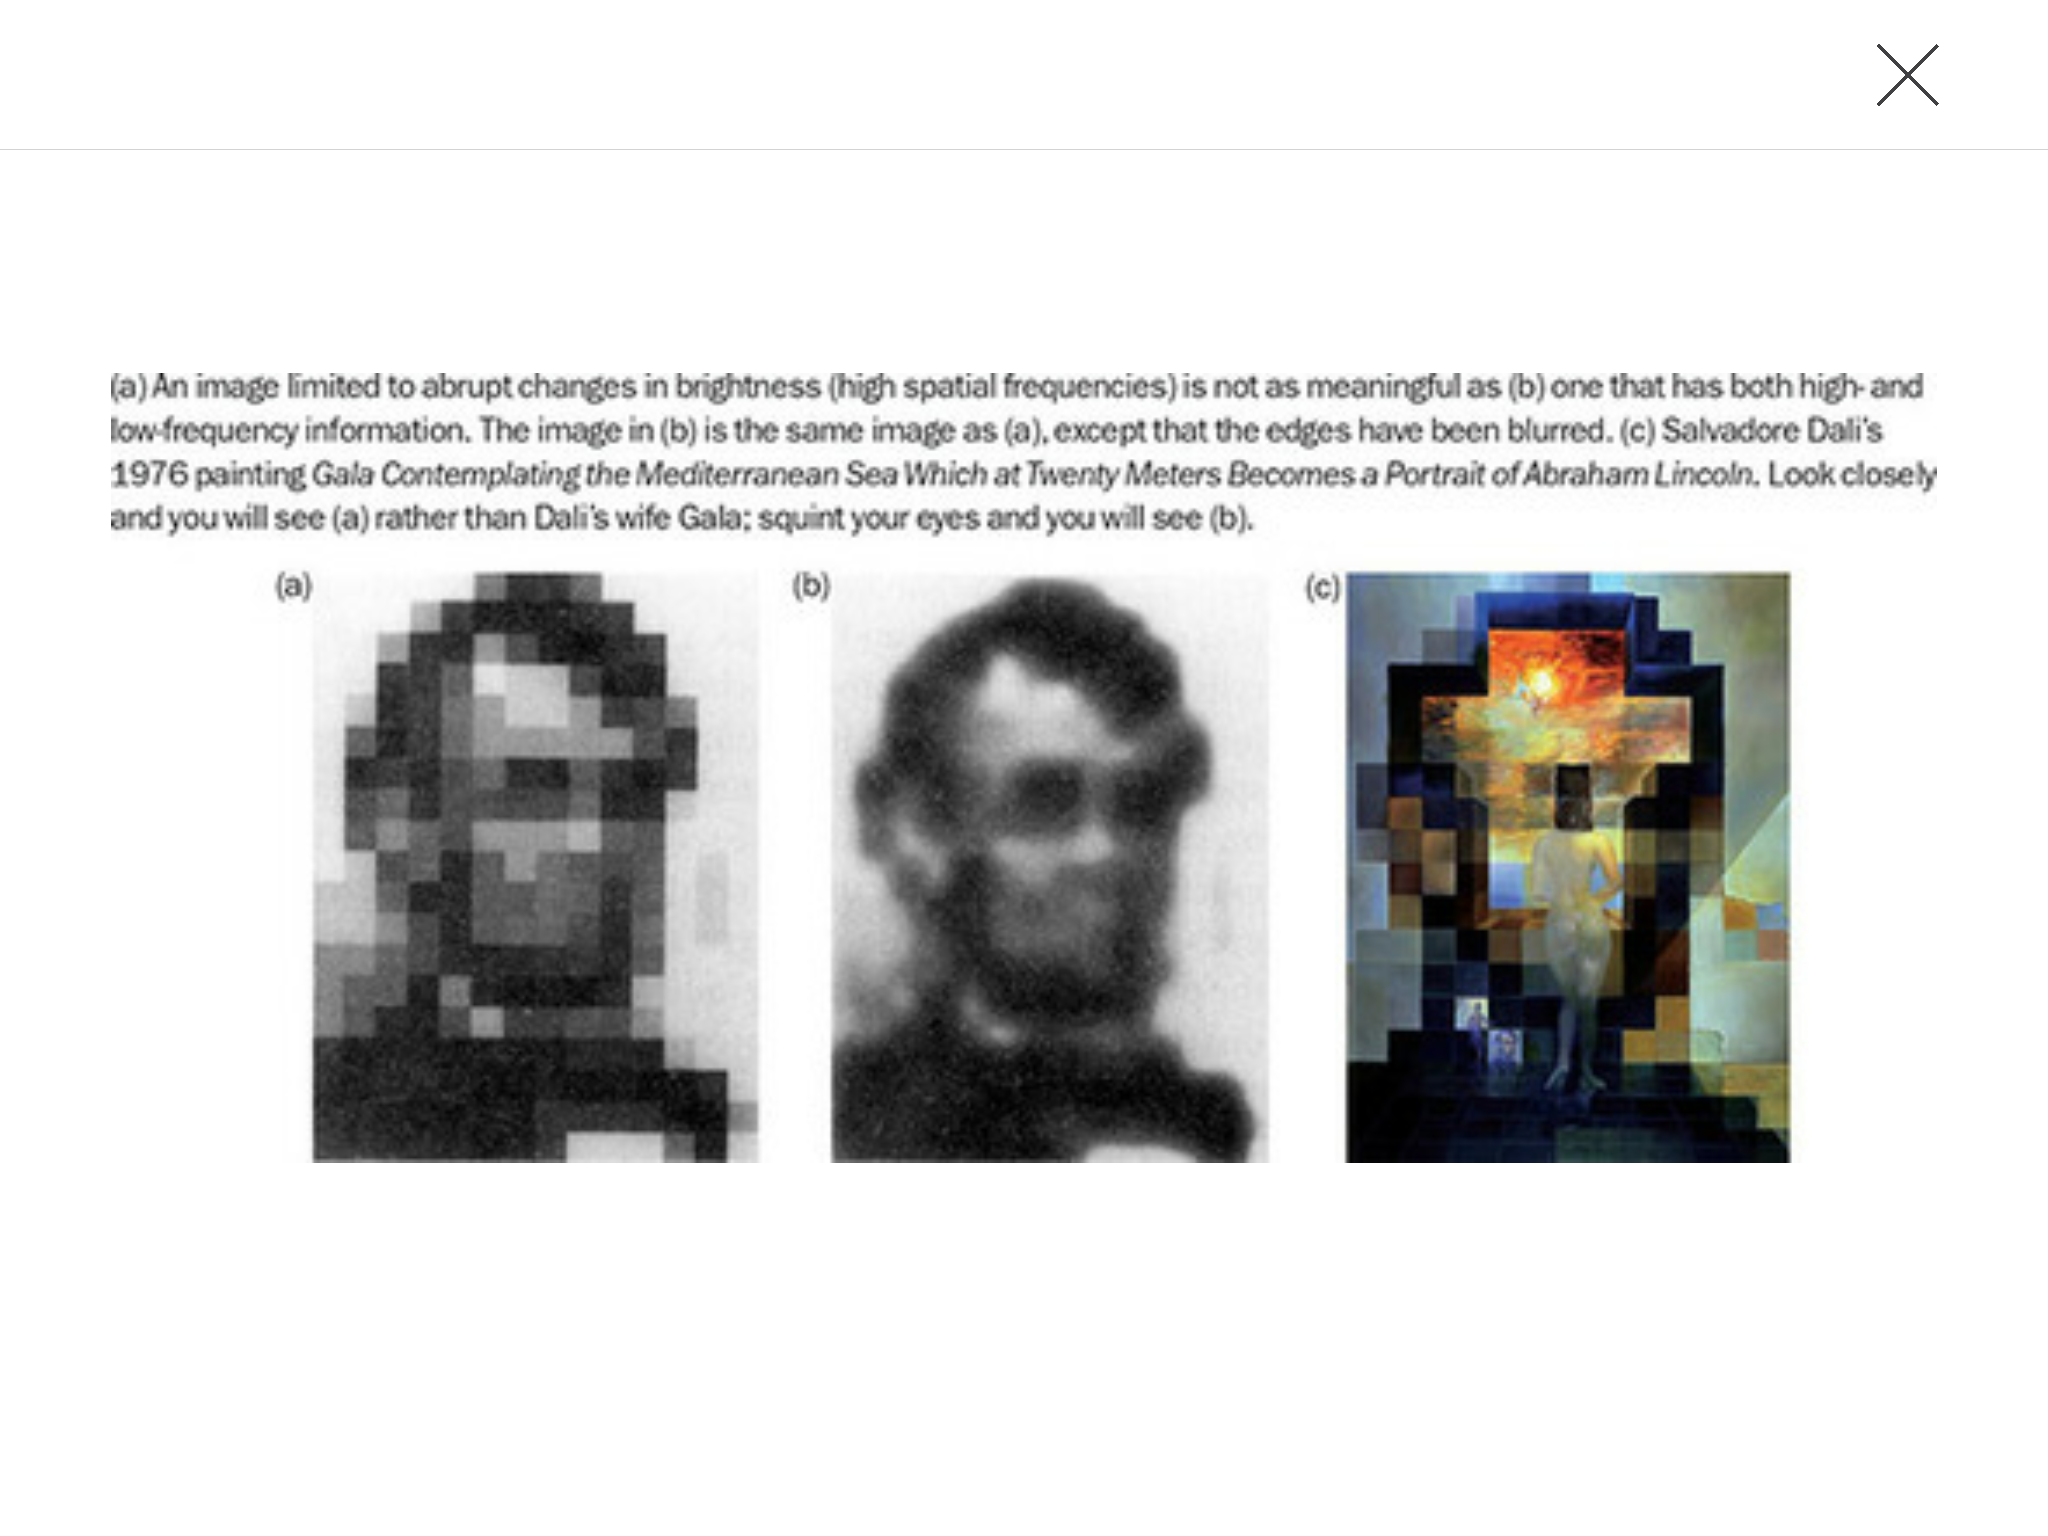 (a) An image limited to abrupt changes in brightness (high spatial frequencies) is not as meaningful as (b) one that has both high- and
low-frequency information. The image in (b) is the same image as (a), except that the edges have been blurred. (c) Salvadore Dali's
1976 painting Gala Contemplating the Mediterranean Sea Which at Twenty Meters Becomes a Portrait of Abraham Lincoln. Look closely
and you will see (a) rather than Dali's wife Gala; squint your eyes and you will see (b).
(a) (b) (c)